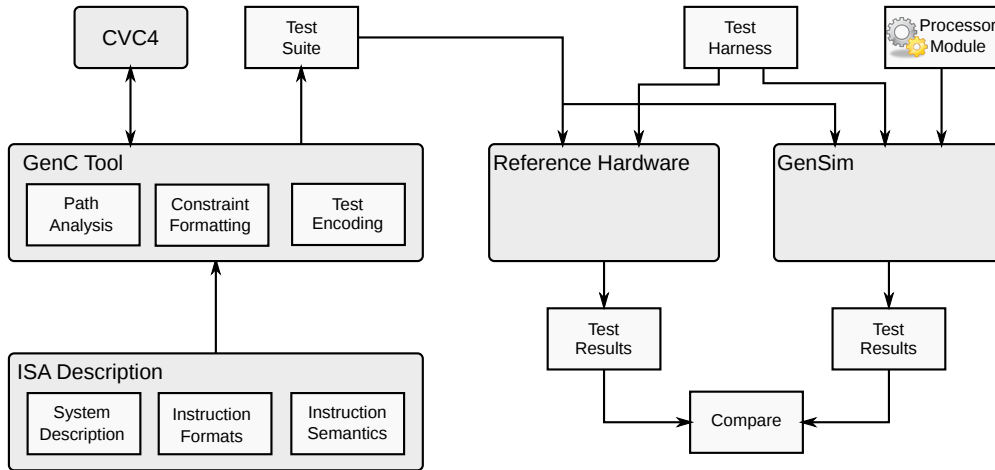 CVC4
Test
Suite
Test
Harness
Processor
Module
GenC Tool
Path
Analysis
Constraint
Formatting
Test
Encoding
Reference Hardware
GenSim
Test
Results
Test
Results
ISA Description
System
Description
Instruction
Formats
Instruction
Semantics
Compare